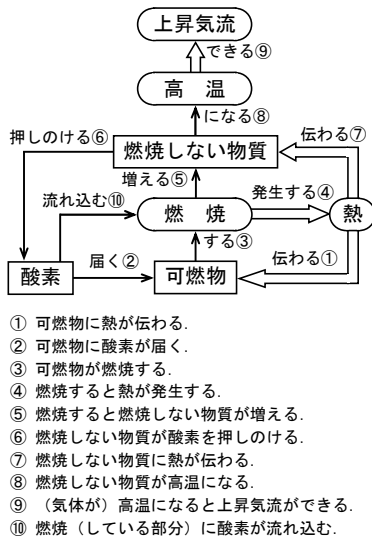 上昇気流
できる⑨
高　温
になる⑧
押しのける⑥
燃焼しない物質
伝わる⑦
増える⑤
流れ込む⑩
燃　焼
発生する④
熱
届く②
する③
伝わる①
酸素
可燃物
① 可燃物に熱が伝わる.
② 可燃物に酸素が届く.
③ 可燃物が燃焼する.
④ 燃焼すると熱が発生する.
⑤ 燃焼すると燃焼しない物質が増える.
⑥ 燃焼しない物質が酸素を押しのける.
⑦ 燃焼しない物質に熱が伝わる.
⑧ 燃焼しない物質が高温になる.
⑨ （気体が）高温になると上昇気流ができる.
⑩ 燃焼（している部分）に酸素が流れ込む.